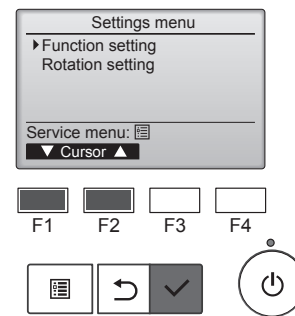 Settings menu
Function setting
Rotation setting
Service menu:
▼ Cursor ▲
F1 F2 F3 F4